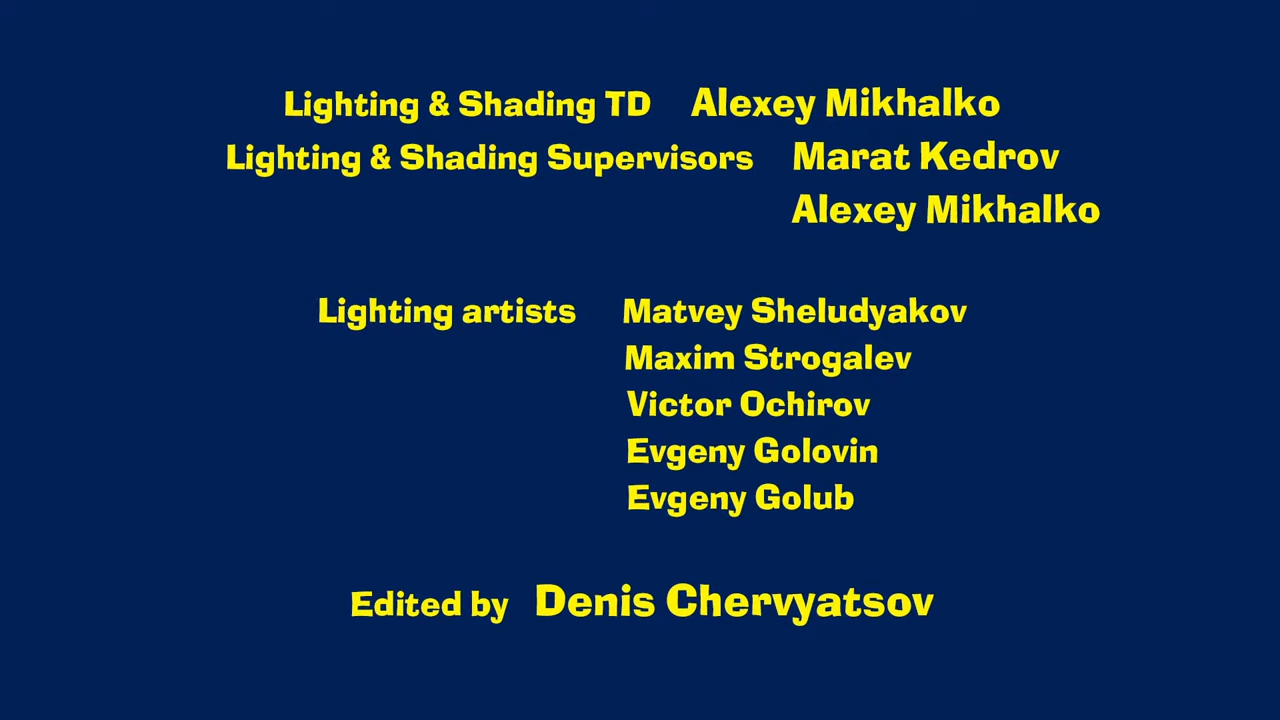 Lighting & Shading TD Alexey Mikhalko
Lighting & Shading Supervisors Marat Kedrov
Alexey Mikhalko
Lighting artists Matvey Sheludyakov
Maxim Strogalev
Victor Ochirov
Evgeny Golovin
Evgeny Golub
Edited by Denis Chervyatsov